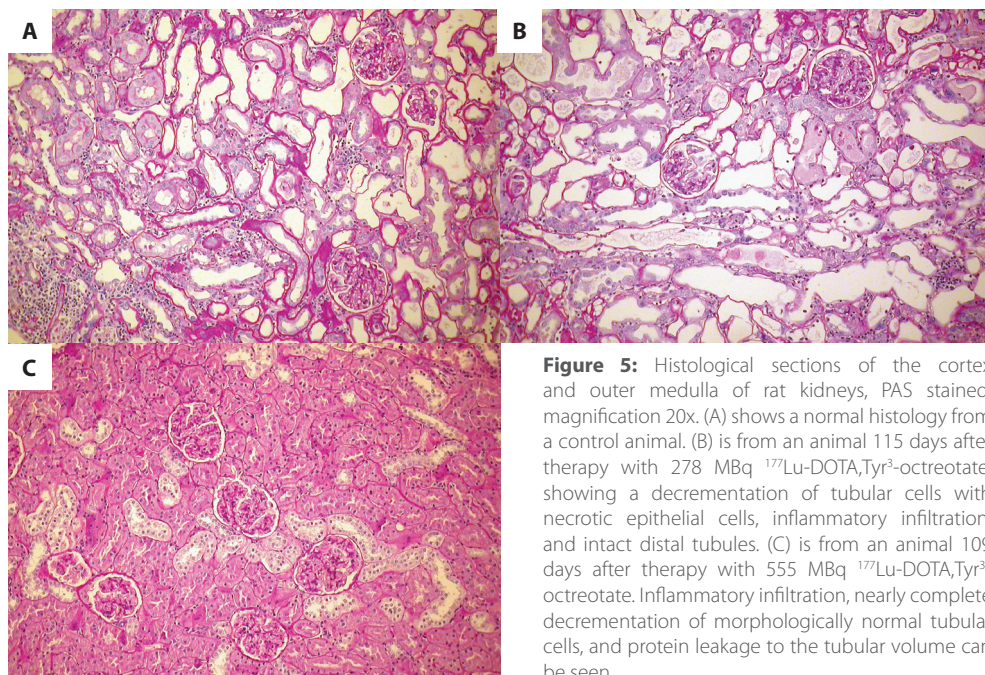 A
B
C
Figure 5: Histological sections of the cortex
and outer medulla of rat kidneys, PAS stained
magnification 20x. (A) shows a normal histology from
a control animal. (B) is from an animal 115 days after
therapy with 278 MBq ¹⁷⁷Lu-DOTA,Tyr³-octreotate
showing a decrementation of tubular cells with
necrotic epithelial cells, inflammatory infiltration
and intact distal tubules. (C) is from an animal 109
days after therapy with 555 MBq ¹⁷⁷Lu-DOTA,Tyr³
octreotate. Inflammatory infiltration, nearly complete
decrementation of morphologically normal tubula
cells, and protein leakage to the tubular volume can
be seen